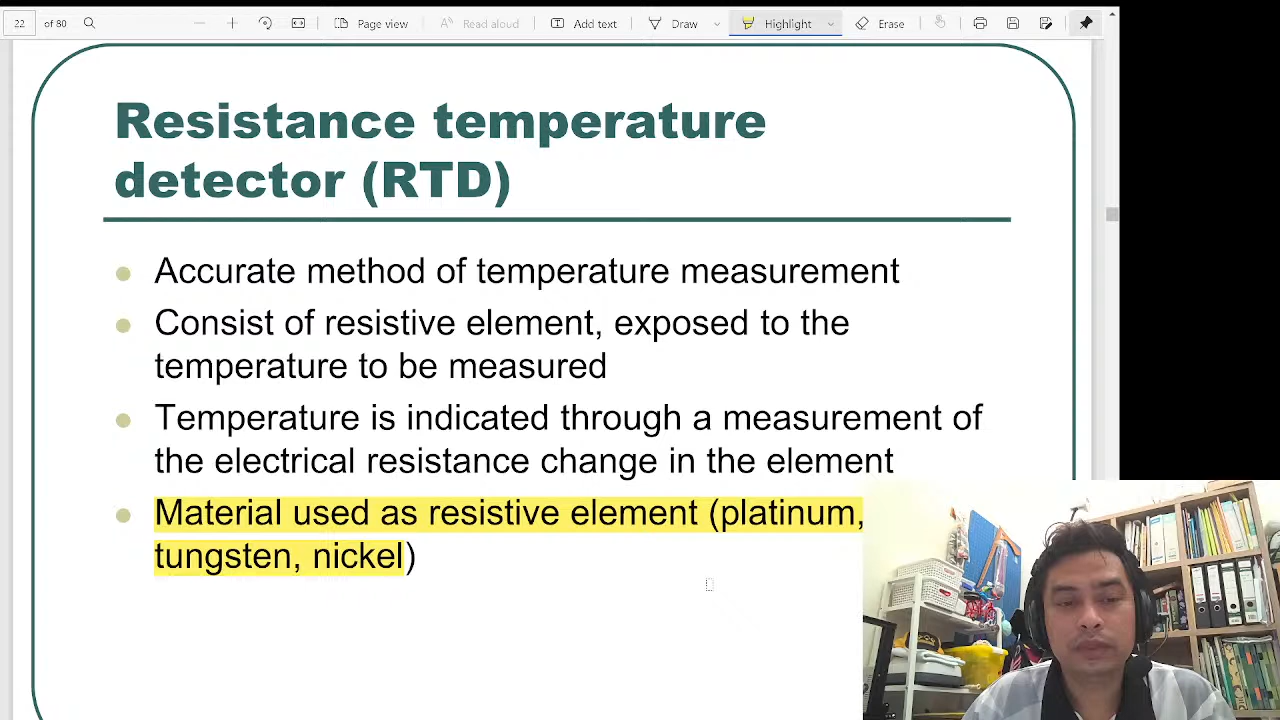 22 of 80 Page view Read aloud Add text Draw Highlight Erase
Resistance temperature
detector (RTD)
Accurate method of temperature measurement
Consist of resistive element, exposed to the
temperature to be measured
Temperature is indicated through a measurement of
the electrical resistance change in the element
Material used as resistive element (platinum,
tungsten, nickel)